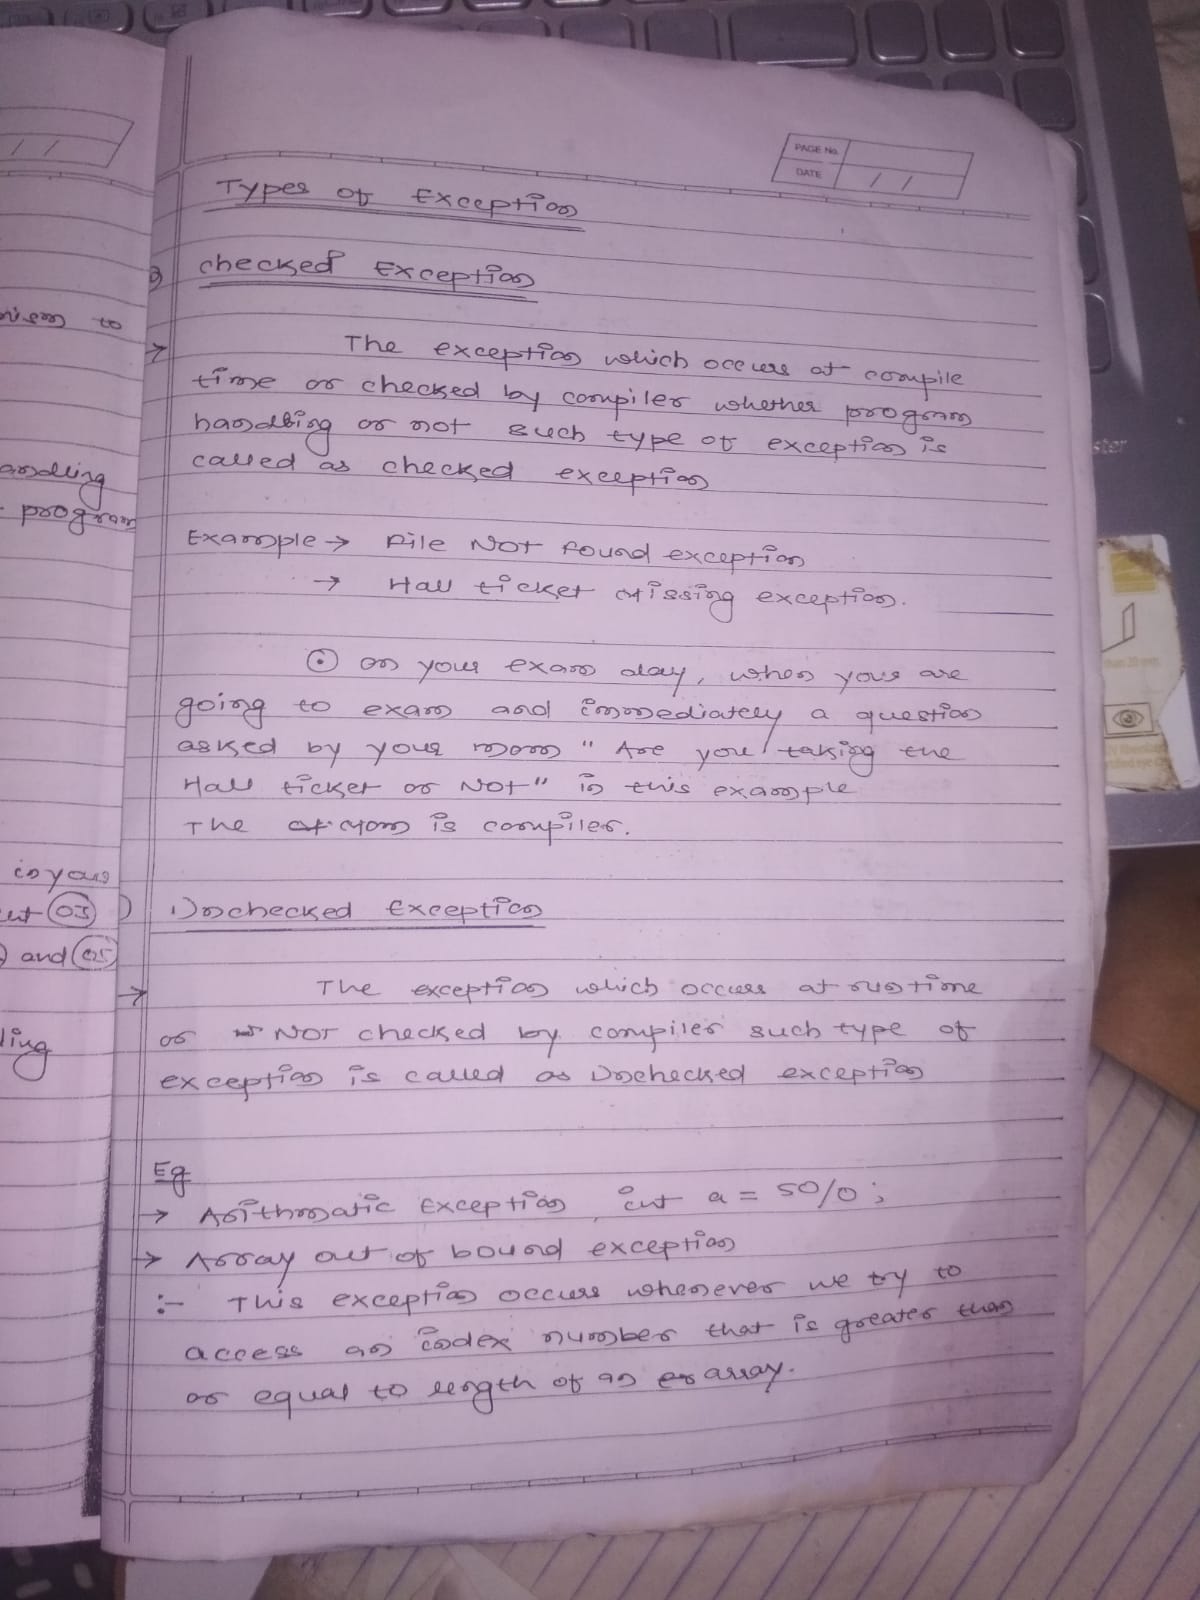 PAGE No.
DATE / /
Types of Exception
checked Exception
The exception which occurs at compile
time or checked by compiler whether program
handling or not such type of exception is
called as checked exception
Example → File Not found exception
→ Hall ticket Missing exception.
on your exam day, when your are
going to exam and immediately a question
asked by your mom " Are you taking the
Hall ticket or Not" in this example
The Mom is compiler.
Unchecked Exception
→ The exception which occurs at runtime
or Not checked by compiler such type of
exception is called as Unchecked exception
Eg
→ Arithmatic Exception, int a = 50/0;
→ Array out of bound exception
:- This exception occurs whenever we try to
access an index number that is greater than
or equal to length of an array.
to
handling
program
in your
03
and 05
ling